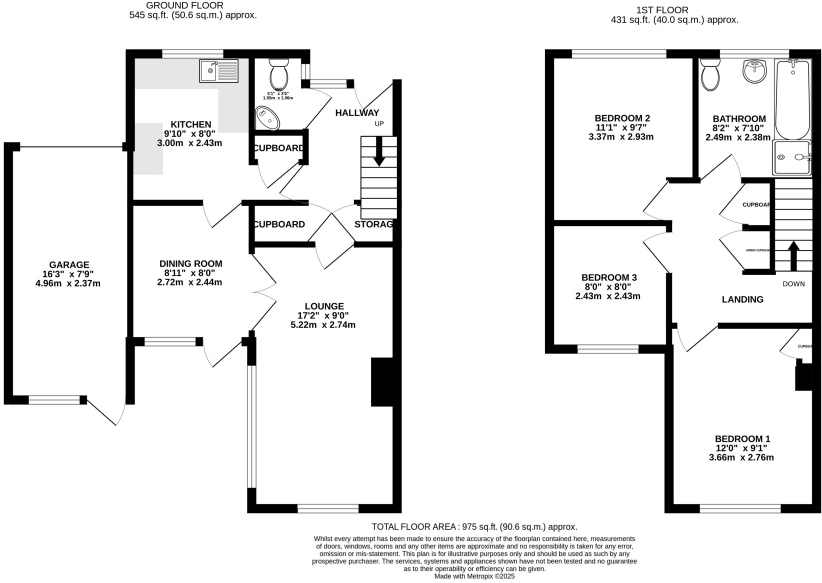 GROUND FLOOR
545 sq.ft. (50.6 sq.m.) approx.
1ST FLOOR
431 sq.ft. (40.0 sq.m.) approx.
KITCHEN
9'10" x 8'0"
3.00m x 2.43m
HALLWAY
UP
CUPBOARD
CUPBOARD
STORAG
GARAGE
16'3" x 7'9"
4.96m x 2.37m
DINING ROOM
8'11" x 8'0"
2.72m x 2.44m
LOUNGE
17'2" x 9'0"
5.22m x 2.74m
BEDROOM 2
11'1" x 9'7"
3.37m x 2.93m
BATHROOM
8'2" x 7'10"
2.49m x 2.38m
CUPBOAR
BEDROOM 3
8'0" x 8'0"
2.43m x 2.43m
DOWN
LANDING
CUPBO
BEDROOM 1
12'0" x 9'1"
3.66m x 2.76m
TOTAL FLOOR AREA : 975 sq.ft. (90.6 sq.m.) approx.
Whilst every attempt has been made to ensure the accuracy of the floorplan contained here, measurements
of doors, windows, rooms and any other items are approximate and no responsibility is taken for any error,
omission or mis-statement. This plan is for illustrative purposes only and should be used as such by any
prospective purchaser. The services, systems and appliances shown have not been tested and no guarantee
as to their operability or efficiency can be given.
Made with Metropix ©2025